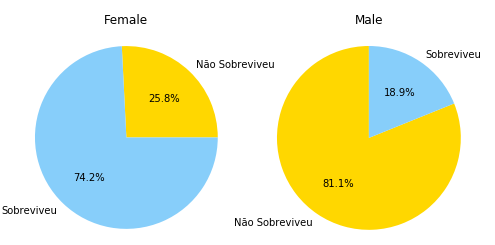 Female
Não Sobreviveu
25.8%
74.2%
Sobreviveu
Male
Sobreviveu
18.9%
81.1%
Não Sobreviveu